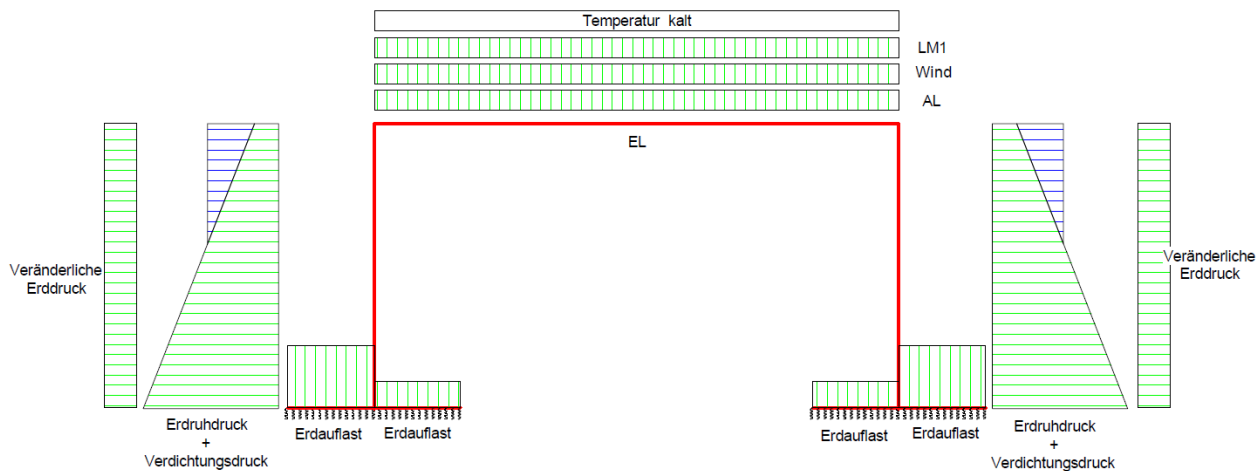 Temperatur kalt
LM1
Wind
AL
EL
Veränderliche
Erddruck
Veränderliche
Erddruck
Erdruhdruck
+
Verdichtungsdruck
Erdauflast
Erdauflast
Erdauflast
Erdauflast
Erdruhdruck
+
Verdichtungsdruck